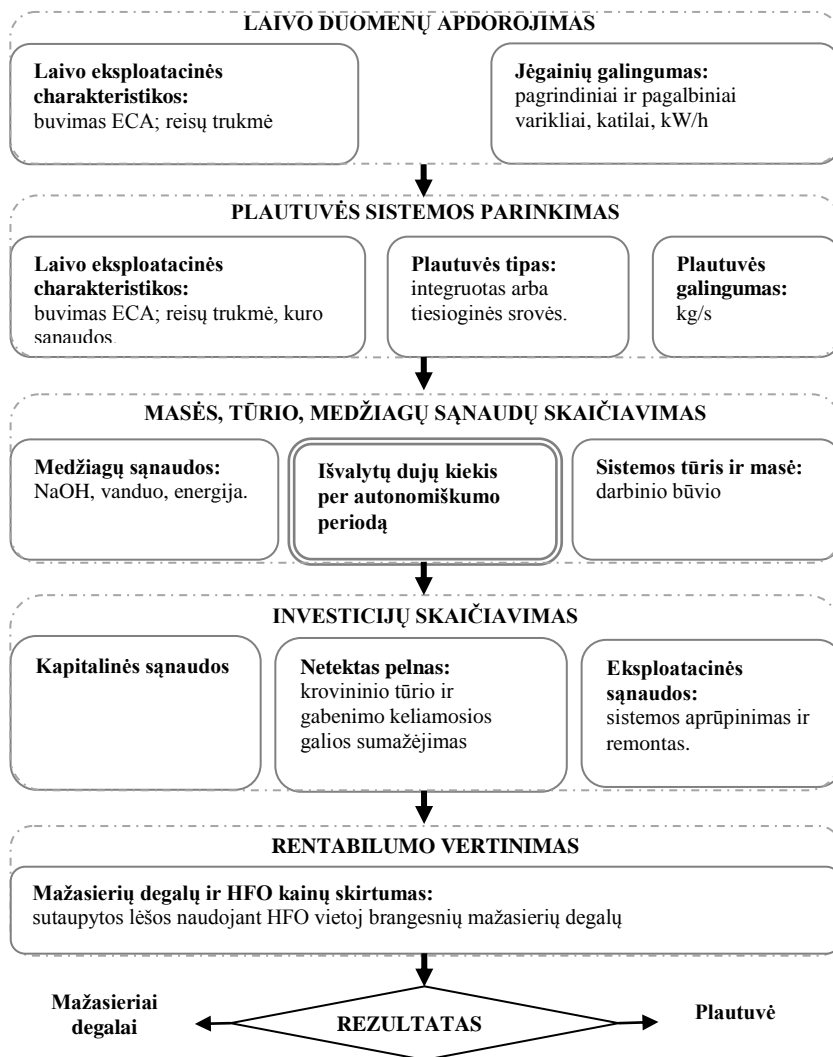 LAIVO DUOMENŲ APDOROJIMAS
Laivo eksploatacinės
charakteristikos:
buvimas ECA; reisų trukmė
Jėgainių galingumas:
pagrindiniai ir pagalbiniai
varikliai, katilai, kW/h
PLAUTUVĖS SISTEMOS PARINKIMAS
Laivo eksploatacinės
charakteristikos:
buvimas ECA; reisų trukmė, kuro
sanaudos.
Plautuvės tipas:
integruotas arba
tiesioginės srovės.
Plautuvės
galingumas:
kg/s
MASĖS, TŪRIO, MEDŽIAGŲ SĄNAUDŲ SKAIČIAVIMAS
Medžiagų sąnaudos:
NaOH, vanduo, energija.
Išvalytų dujų kiekis
per autonomiškumo
periodą
Sistemos tūris ir masė:
darbinio būvio
INVESTICIJŲ SKAIČIAVIMAS
Kapitalinės sąnaudos
Netektas pelnas:
krovininio tūrio ir
gabenimo keliamosios
galios sumažėjimas
Eksploatacinės
sąnaudos:
sistemos aprūpinimas ir
remontas.
RENTABILUMO VERTINIMAS
Mažasierių degalų ir HFO kainų skirtumas:
sutaupytos lėšos naudojant HFO vietoj brangesnių mažasierių degalų
Mažasieriai
degalai
REZULTATAS
Plautuvė